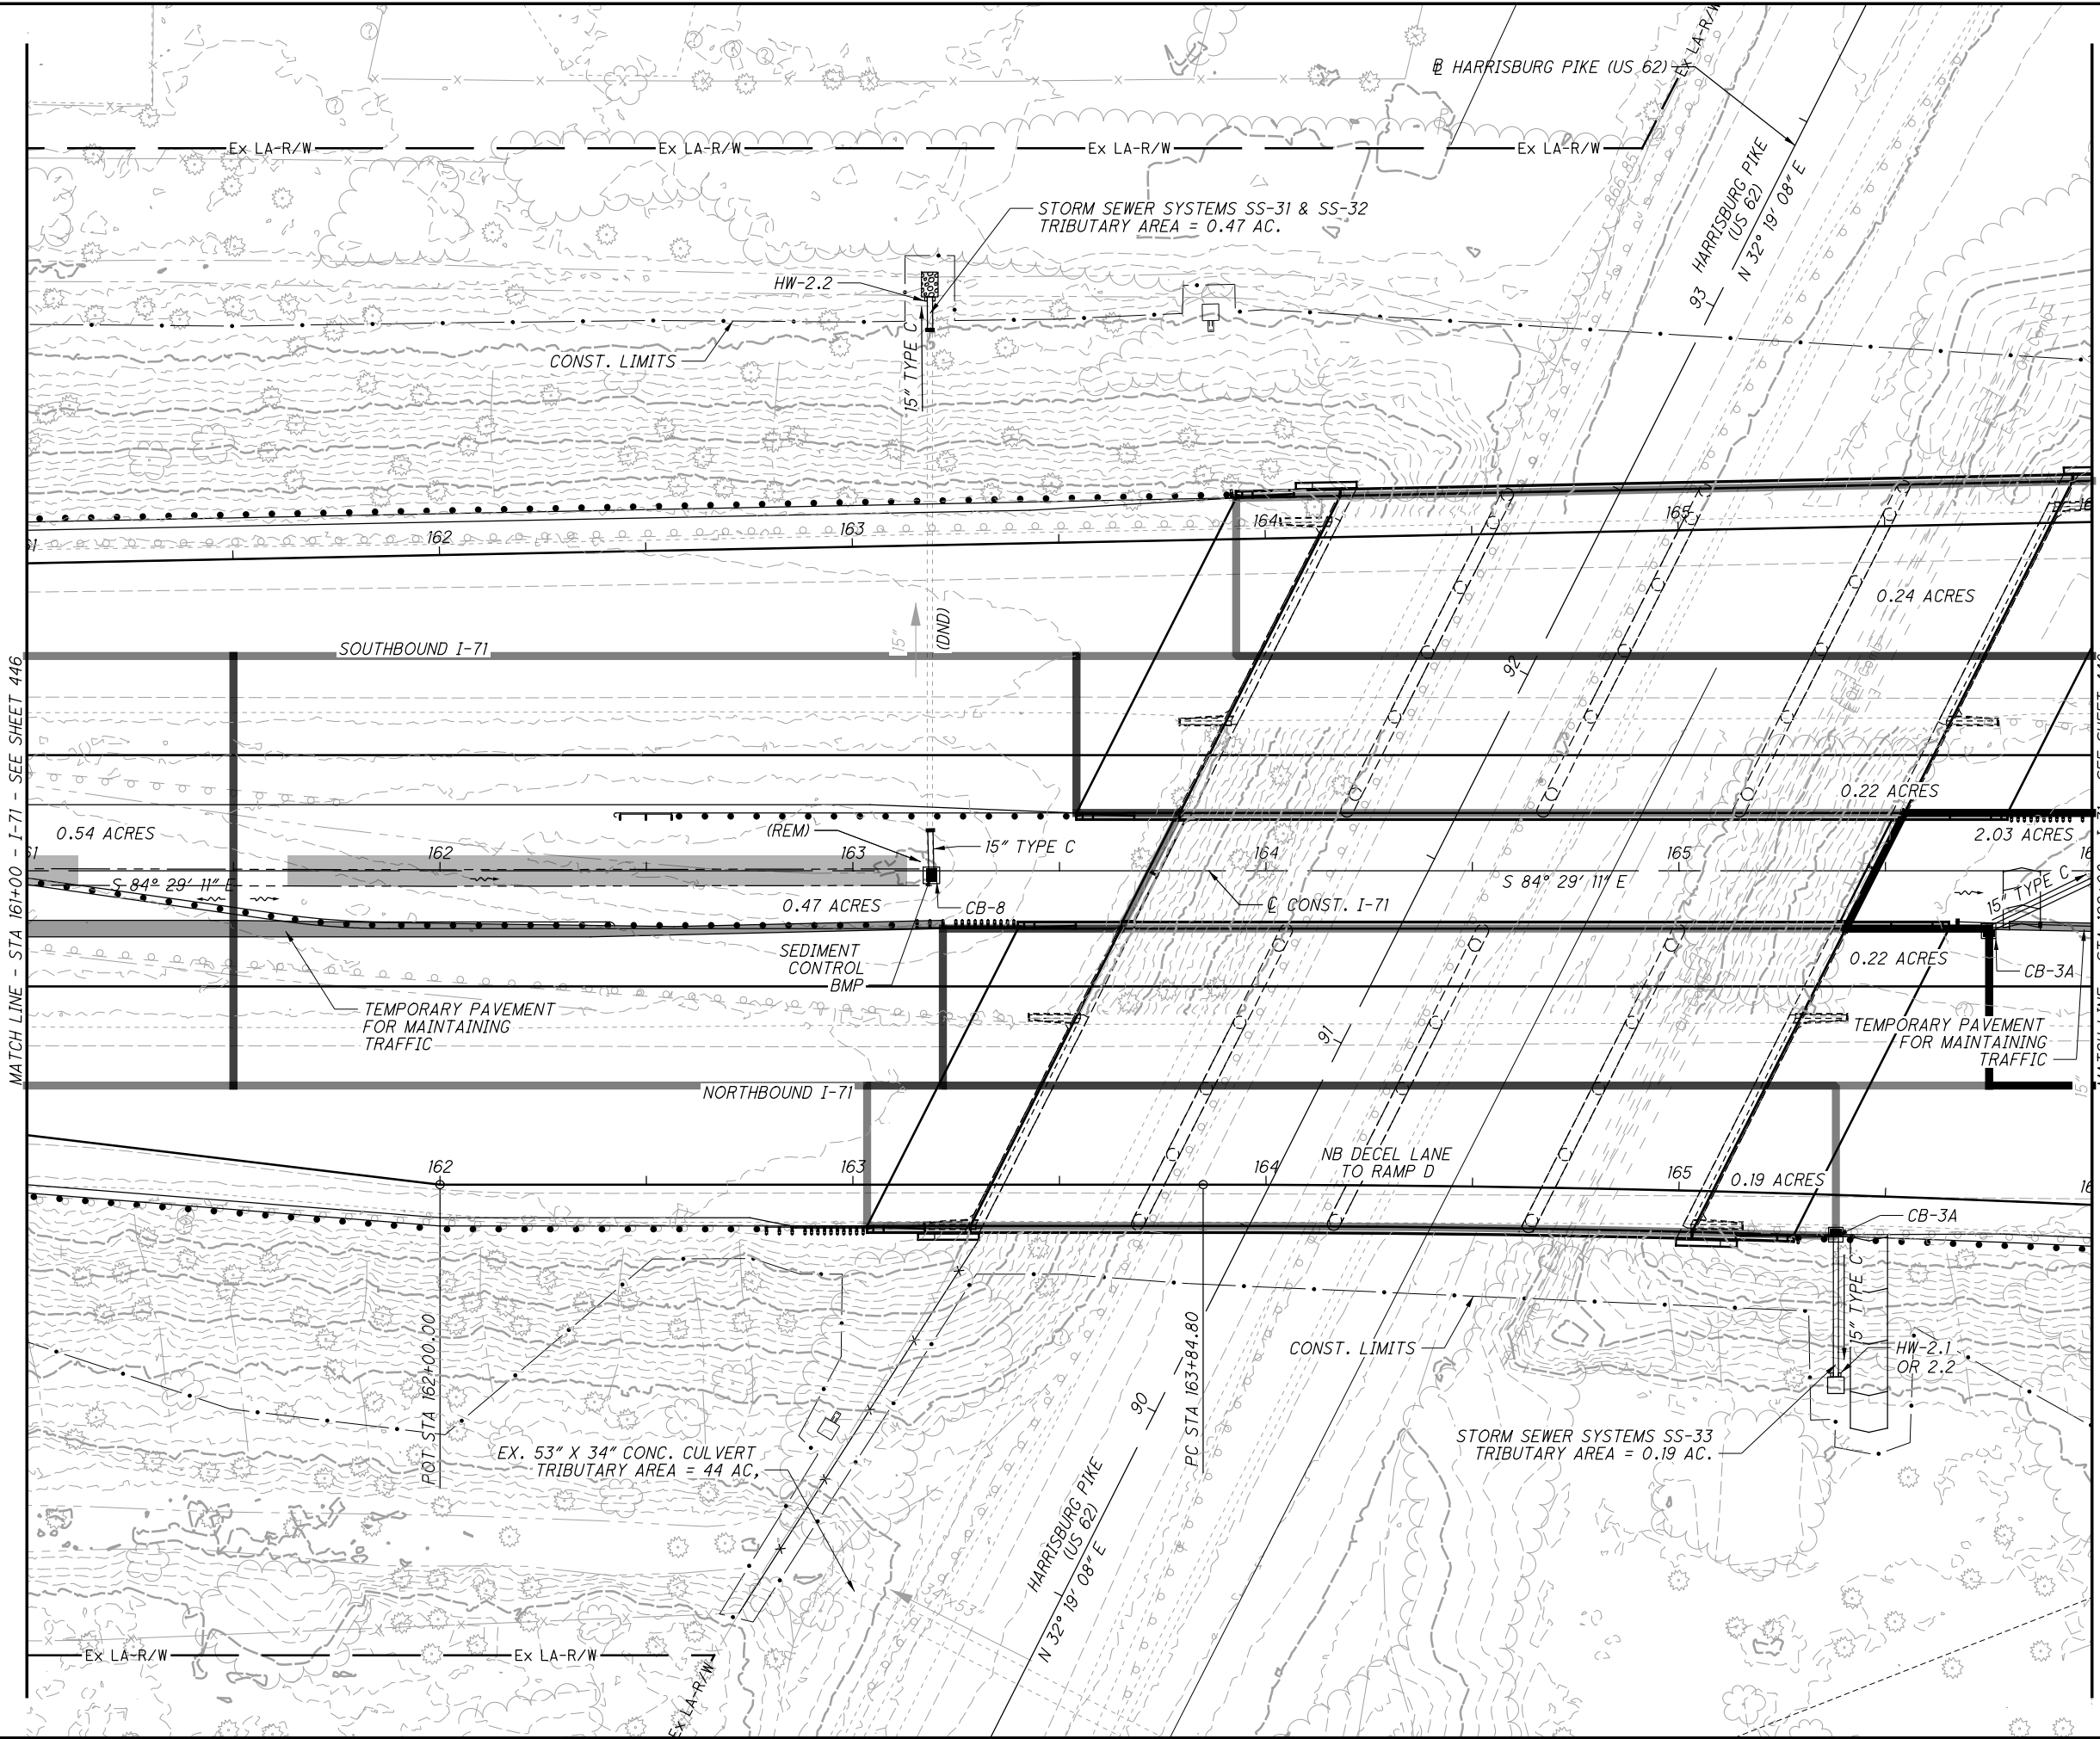 ℄ HARRISBURG PIKE (US 62)
Ex LA-R/W
Ex LA-R/W
Ex LA-R/W
Ex LA-R/W
Ex LA-R/W
866.85
HARRISBURG PIKE
(US 62)
N 32° 19' 08" E
93
STORM SEWER SYSTEMS SS-31 & SS-32
TRIBUTARY AREA = 0.47 AC.
HW-2.2
15" TYPE C
CONST. LIMITS
162
163
164
165
0.24 ACRES
15"
(DND)
SOUTHBOUND I-71
92
MATCH LINE - STA 161+00 - I-71 - SEE SHEET 446
0.54 ACRES
162
(REM)
163
15" TYPE C
164
165
0.22 ACRES
2.03 ACRES
S 84° 29' 11" E
S 84° 29' 11" E
15" TYPE C
0.47 ACRES
CB-8
℄ CONST. I-71
SEDIMENT
CONTROL
BMP
0.22 ACRES
CB-3A
TEMPORARY PAVEMENT
FOR MAINTAINING
TRAFFIC
TEMPORARY PAVEMENT
FOR MAINTAINING
TRAFFIC
91
15"
NORTHBOUND I-71
162
163
164
165
NB DECEL LANE
TO RAMP D
0.19 ACRES
CB-3A
POT STA 162+00.00
PC STA 163+84.80
CONST. LIMITS
15" TYPE C
HW-2.1
OR 2.2
90
EX. 53" X 34" CONC. CULVERT
TRIBUTARY AREA = 44 AC,
STORM SEWER SYSTEMS SS-33
TRIBUTARY AREA = 0.19 AC.
HARRISBURG PIKE
(US 62)
N 32° 19' 08" E
34"X53"
Ex LA-R/W
Ex LA-R/W
Ex LA-R/W